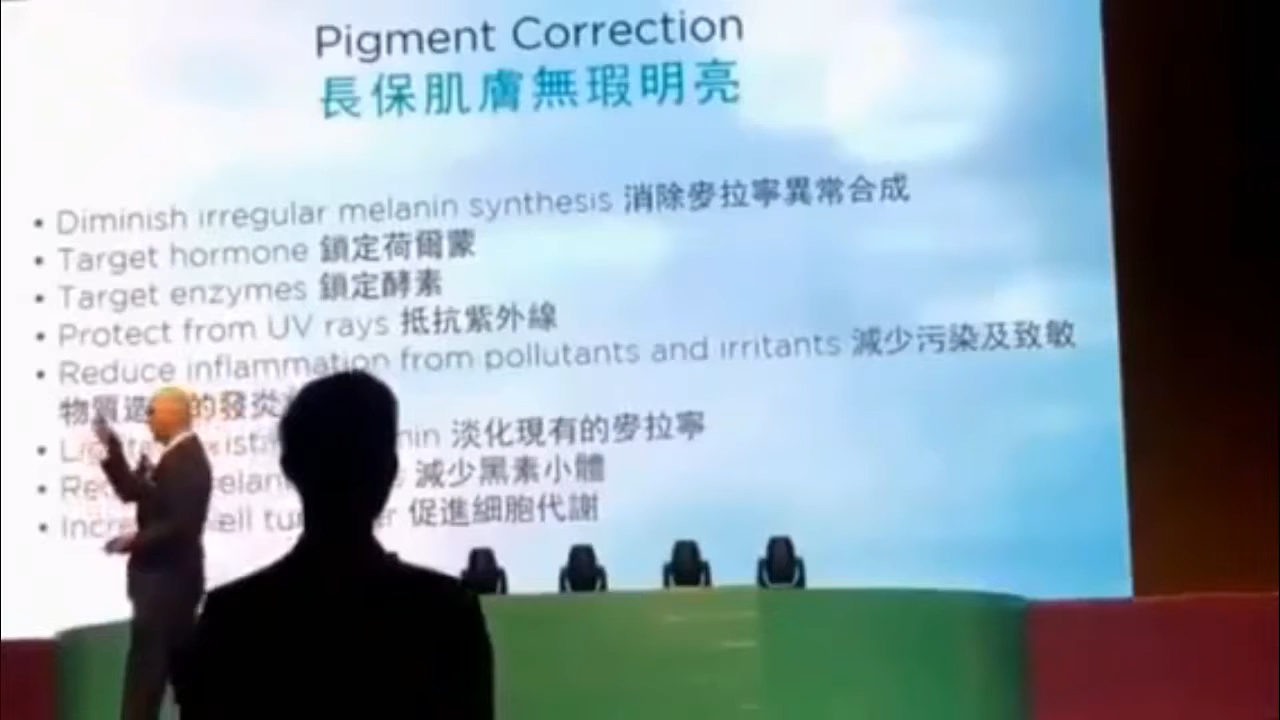 Pigment Correction
長保肌膚無瑕明亮
• Diminish irregular melanin synthesis 消除麥拉寧異常合成
• Target hormone 鎖定荷爾蒙
• Target enzymes 鎖定酵素
• Protect from UV rays 抵抗紫外線
• Reduce inflammation from pollutants and irritants 減少污染及致敏
物質 的發炎
• 淡化現有的麥拉寧
• 減少黑素小體
• 促進細胞代謝